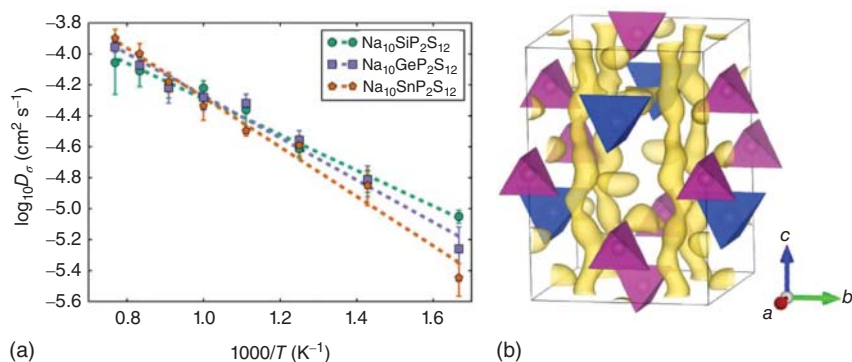 −3.8
−4.0
−4.2
−4.4
−4.6
−4.8
−5.0
−5.2
−5.4
−5.6
log₁₀Dσ (cm² s⁻¹)
Na₁₀SiP₂S₁₂
Na₁₀GeP₂S₁₂
Na₁₀SnP₂S₁₂
0.8 1.0 1.2 1.4 1.6
1000/T (K⁻¹)
(a)
c
b
a
(b)